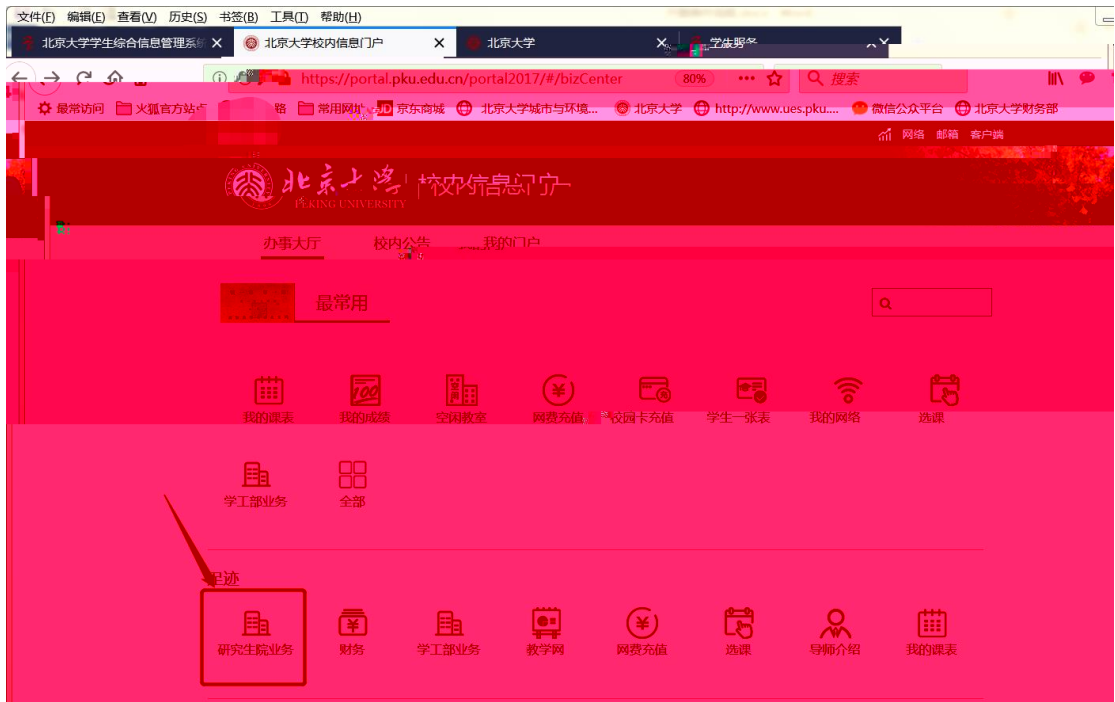 文件(F) 编辑(E) 查看(V) 历史(S) 书签(B) 工具(T) 帮助(H)
北京大学学生综合信息管理系统 北京大学校内信息门户 北京大学
https://portal.pku.edu.cn/portal2017/#/bizCenter 80% 搜索
最常访问 火狐官方站点 常用网址 JD 京东商城 北京大学城市与环境... 北京大学 http://www.ues.pku.... 微信公众平台 北京大学财务部
网络 邮箱 客户端
北京大学 校内信息门户
PEKING UNIVERSITY
办事大厅 校内公告 我的门户
最常用
我的课表 我的成绩 空闲教室 网费充值 校园卡充值 学生一张表 我的网络 选课
学工部业务 全部
足迹
研究生院业务 财务 学工部业务 教学网 网费充值 选课 导师介绍 我的课表